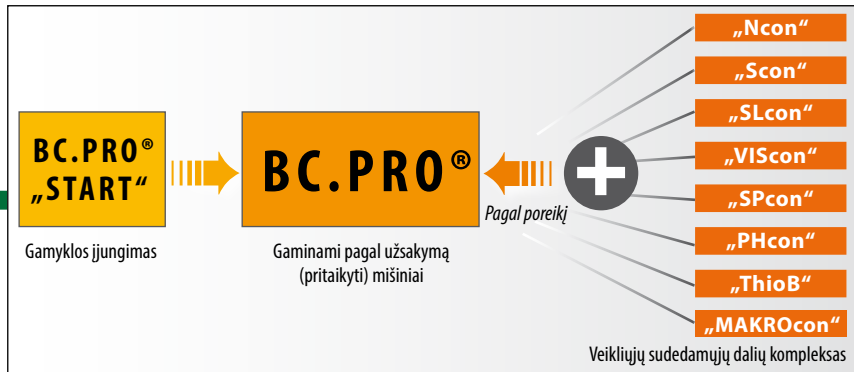 BC.PRO®
„START“
Gamyklos įjungimas
BC.PRO®
Gaminami pagal užsakymą
(pritaikyti) mišiniai
Pagal poreikį
„Ncon“
„Scon“
„SLcon“
„VIScon“
„SPcon“
„PHcon“
„ThioB“
„MAKROcon“
Veikliųjų sudedamųjų dalių kompleksas